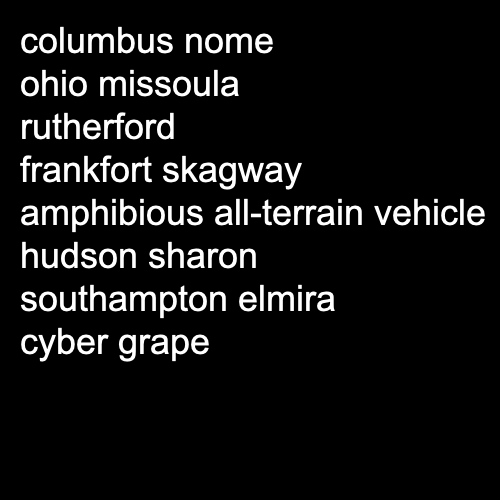 columbus nome
ohio missoula
rutherford
frankfort skagway
amphibious all-terrain vehicle
hudson sharon
southampton elmira
cyber grape